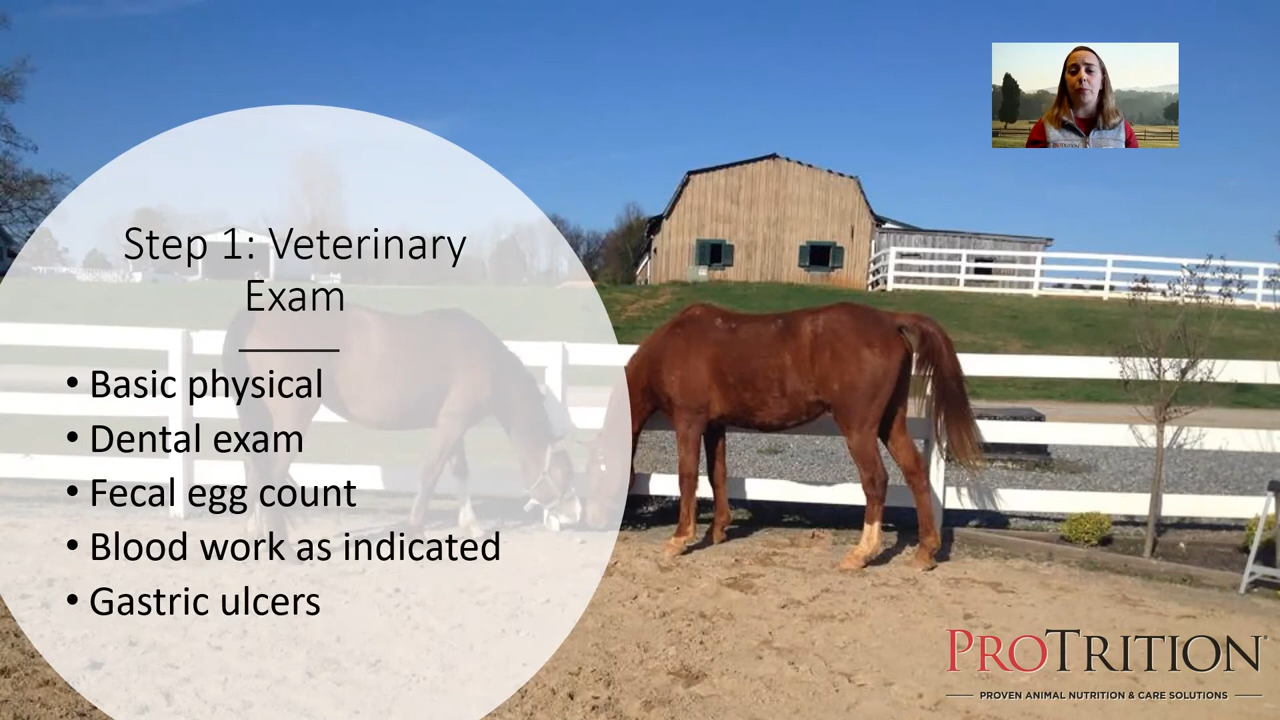 Step 1: Veterinary
Exam
• Basic physical
• Dental exam
• Fecal egg count
• Blood work as indicated
• Gastric ulcers
PROTRITION®
PROVEN ANIMAL NUTRITION & CARE SOLUTIONS